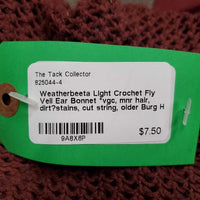 The Tack Collector
825044-4
Weatherbeeta Light Crochet Fly
Veil Ear Bonnet *vgc, mnr hair,
dirt?stains, cut string, older Burg H
$7.50
9A8X6P